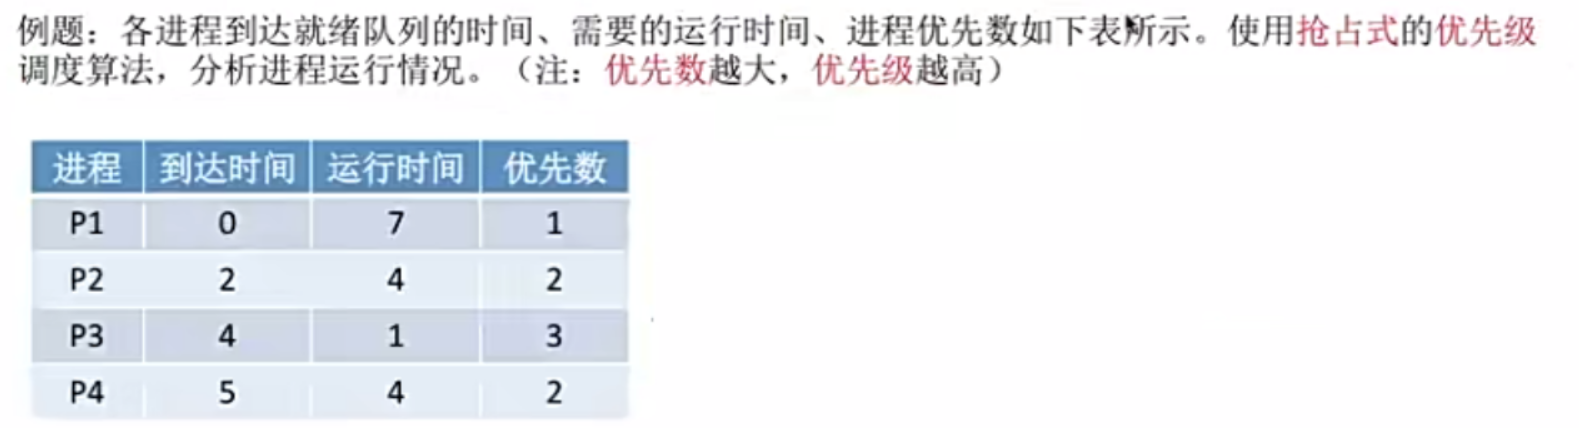 例题：各进程到达就绪队列的时间、需要的运行时间、进程优先数如下表所示。使用抢占式的优先级
调度算法，分析进程运行情况。（注：优先数越大，优先级越高）
进程 到达时间 运行时间 优先数
P1 0 7 1
P2 2 4 2
P3 4 1 3
P4 5 4 2